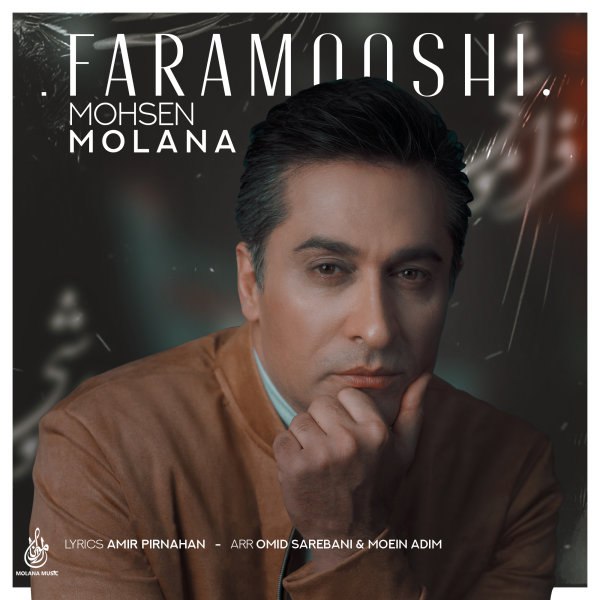 .FARAMOOSHI.
MOHSEN
MOLANA
LYRICS AMIR PIRNAHAN - ARR OMID SAREBANI & MOEIN ADIM
MOLANA MUSIC